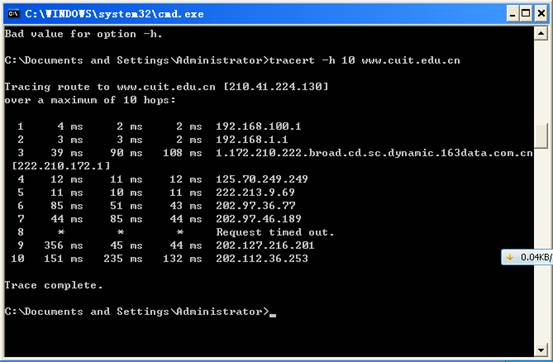 C:\WINDOWS\system32\cmd.exe
Bad value for option -h.
C:\Documents and Settings\Administrator>tracert -h 10 www.cuit.edu.cn
Tracing route to www.cuit.edu.cn [210.41.224.130]
over a maximum of 10 hops:
1 4 ms 2 ms 2 ms 192.168.100.1
2 3 ms 3 ms 2 ms 192.168.1.1
3 39 ms 90 ms 108 ms 1.172.210.222.broad.cd.sc.dynamic.163data.com.cn
[222.210.172.1]
4 12 ms 11 ms 12 ms 125.70.249.249
5 11 ms 10 ms 11 ms 222.213.9.69
6 85 ms 51 ms 43 ms 202.97.36.77
7 44 ms 85 ms 44 ms 202.97.46.189
8 * * * Request timed out.
9 356 ms 45 ms 44 ms 202.127.216.201
10 151 ms 235 ms 132 ms 202.112.36.253
Trace complete.
C:\Documents and Settings\Administrator>_
0.04KB/